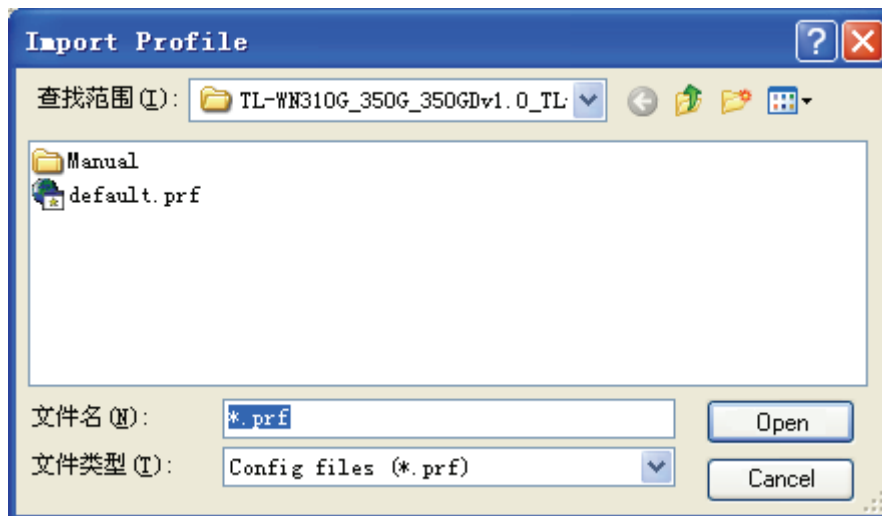 Import Profile
查找范围(I): TL-WN310G_350G_350GDv1.0_TL-
Manual
default.prf
文件名(N): *.prf Open
文件类型(T): Config files (*.prf) Cancel